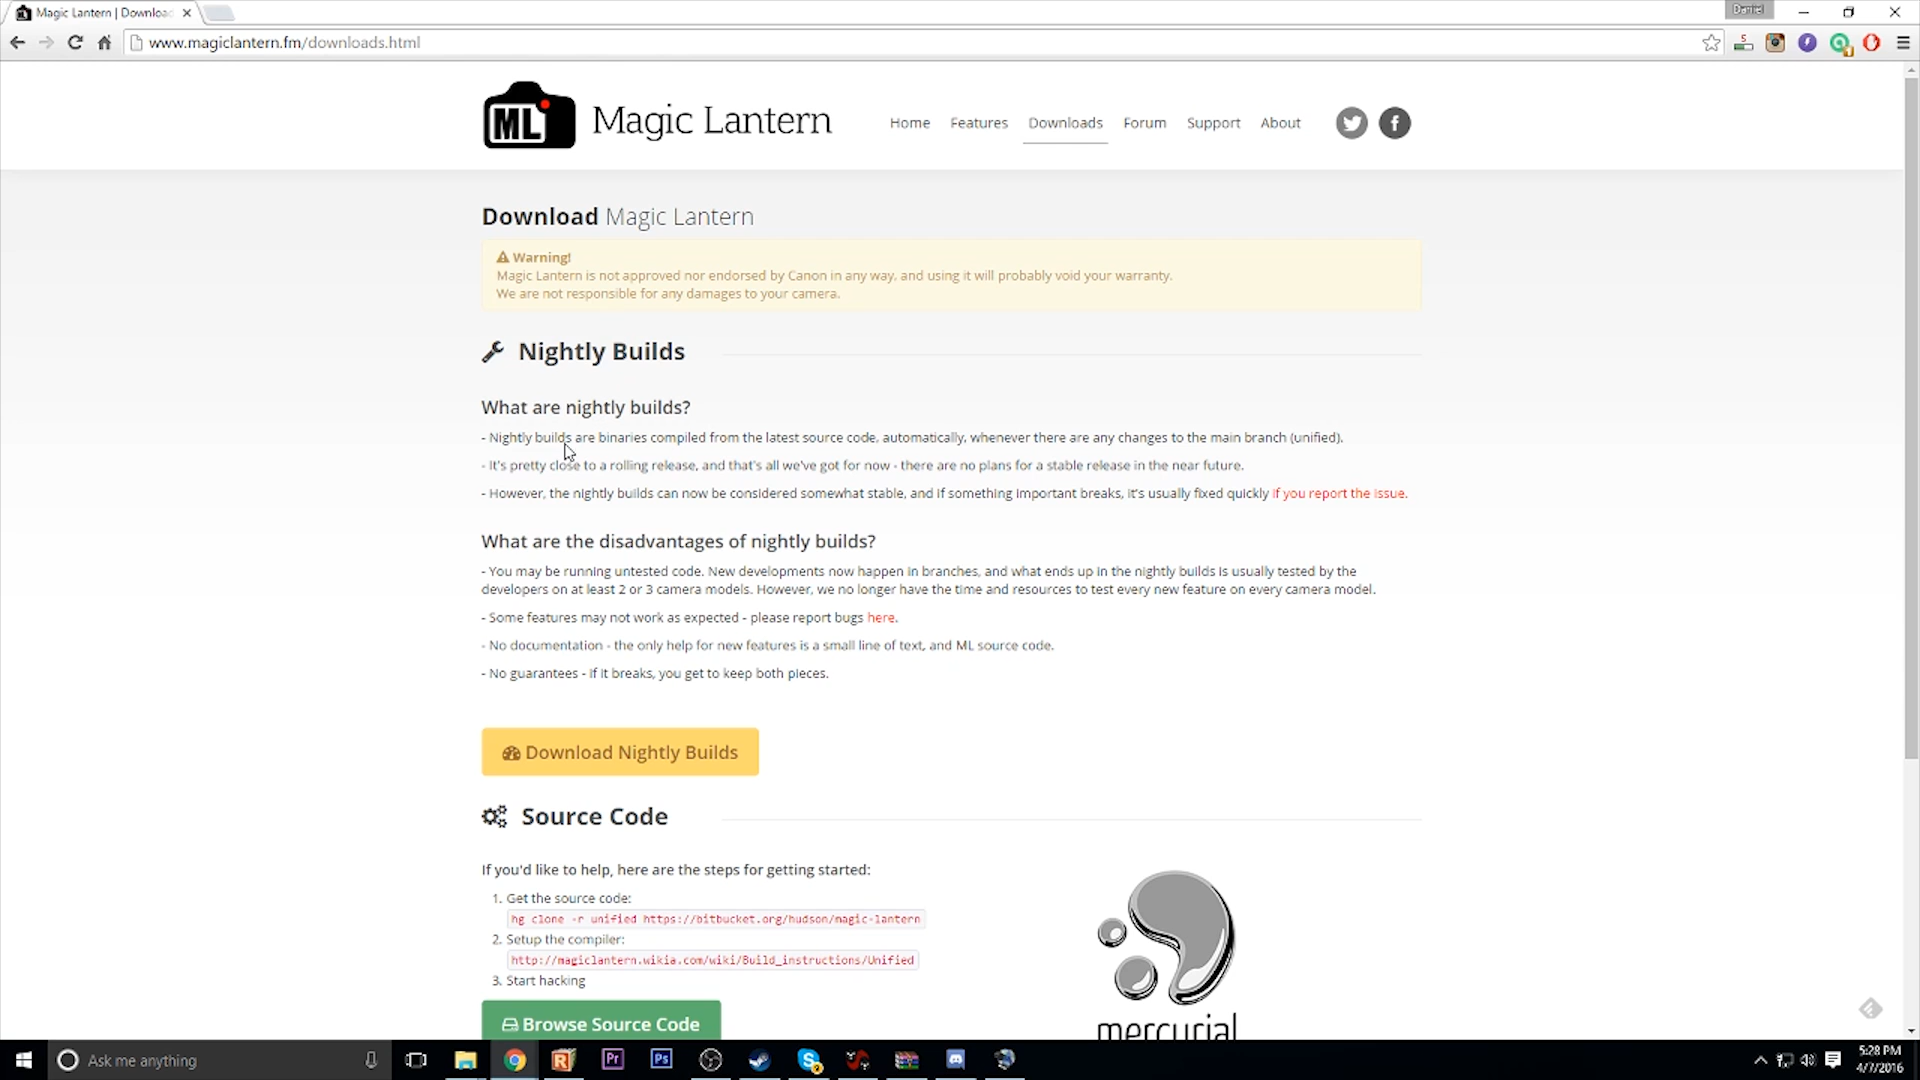 Magic Lantern | Downloa
Daniel
www.magiclantern.fm/downloads.html
ML
Magic Lantern
Home
Features
Downloads
Forum
Support
About
Download Magic Lantern
Warning!
Magic Lantern is not approved nor endorsed by Canon in any way, and using it will probably void your warranty.
We are not responsible for any damages to your camera.
Nightly Builds
What are nightly builds?
- Nightly builds are binaries compiled from the latest source code, automatically, whenever there are any changes to the main branch (unified).
- It's pretty close to a rolling release, and that's all we've got for now - there are no plans for a stable release in the near future.
- However, the nightly builds can now be considered somewhat stable, and if something important breaks, it's usually fixed quickly if you report the issue.
What are the disadvantages of nightly builds?
- You may be running untested code. New developments now happen in branches, and what ends up in the nightly builds is usually tested by the
developers on at least 2 or 3 camera models. However, we no longer have the time and resources to test every new feature on every camera model.
- Some features may not work as expected - please report bugs here.
- No documentation - the only help for new features is a small line of text, and ML source code.
- No guarantees - if it breaks, you get to keep both pieces.
Download Nightly Builds
Source Code
If you'd like to help, here are the steps for getting started:
1. Get the source code:
hg clone -r unified https://bitbucket.org/hudson/magic-lantern
2. Setup the compiler:
http://magiclantern.wikia.com/wiki/Build_instructions/Unified
3. Start hacking
Browse Source Code
mercurial
Ask me anything
Pr
Ps
5:28 PM
4/7/2016